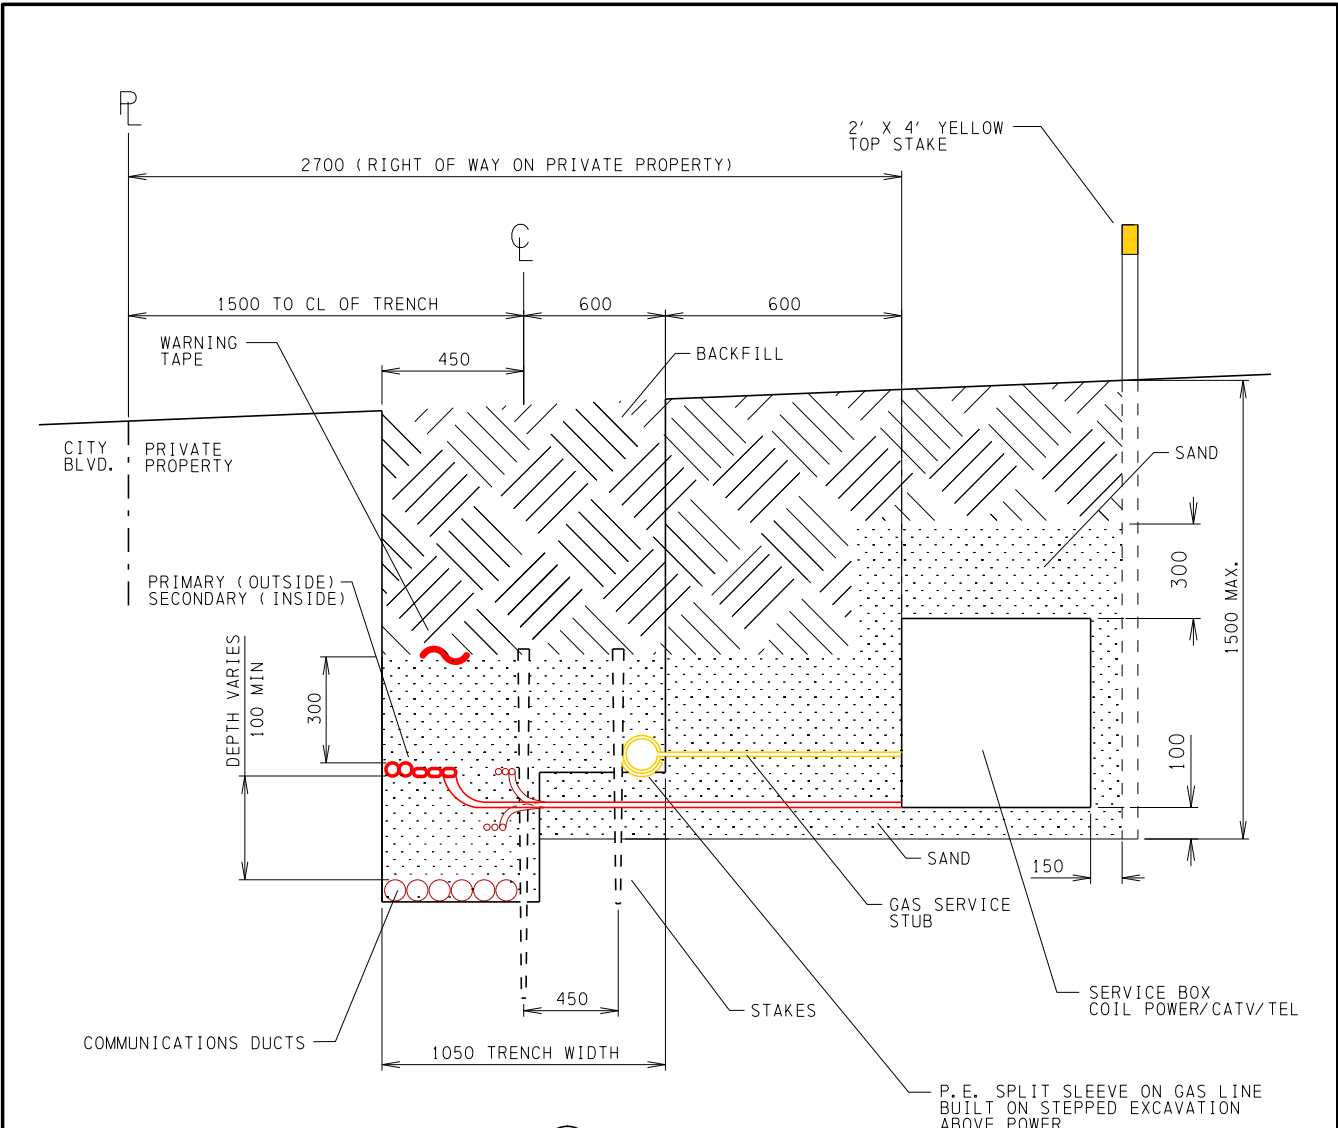 PL
2' X 4' YELLOW
TOP STAKE
2700 (RIGHT OF WAY ON PRIVATE PROPERTY)
CL
1500 TO CL OF TRENCH
600
600
WARNING
TAPE
450
BACKFILL
CITY
BLVD.
PRIVATE
PROPERTY
SAND
300
1500 MAX.
PRIMARY (OUTSIDE)
SECONDARY (INSIDE)
DEPTH VARIES
100 MIN
300
100
SAND
150
GAS SERVICE
STUB
450
STAKES
SERVICE BOX
COIL POWER/CATV/TEL
COMMUNICATIONS DUCTS
1050 TRENCH WIDTH
P.E. SPLIT SLEEVE ON GAS LINE
BUILT ON STEPPED EXCAVATION
ABOVE POWER